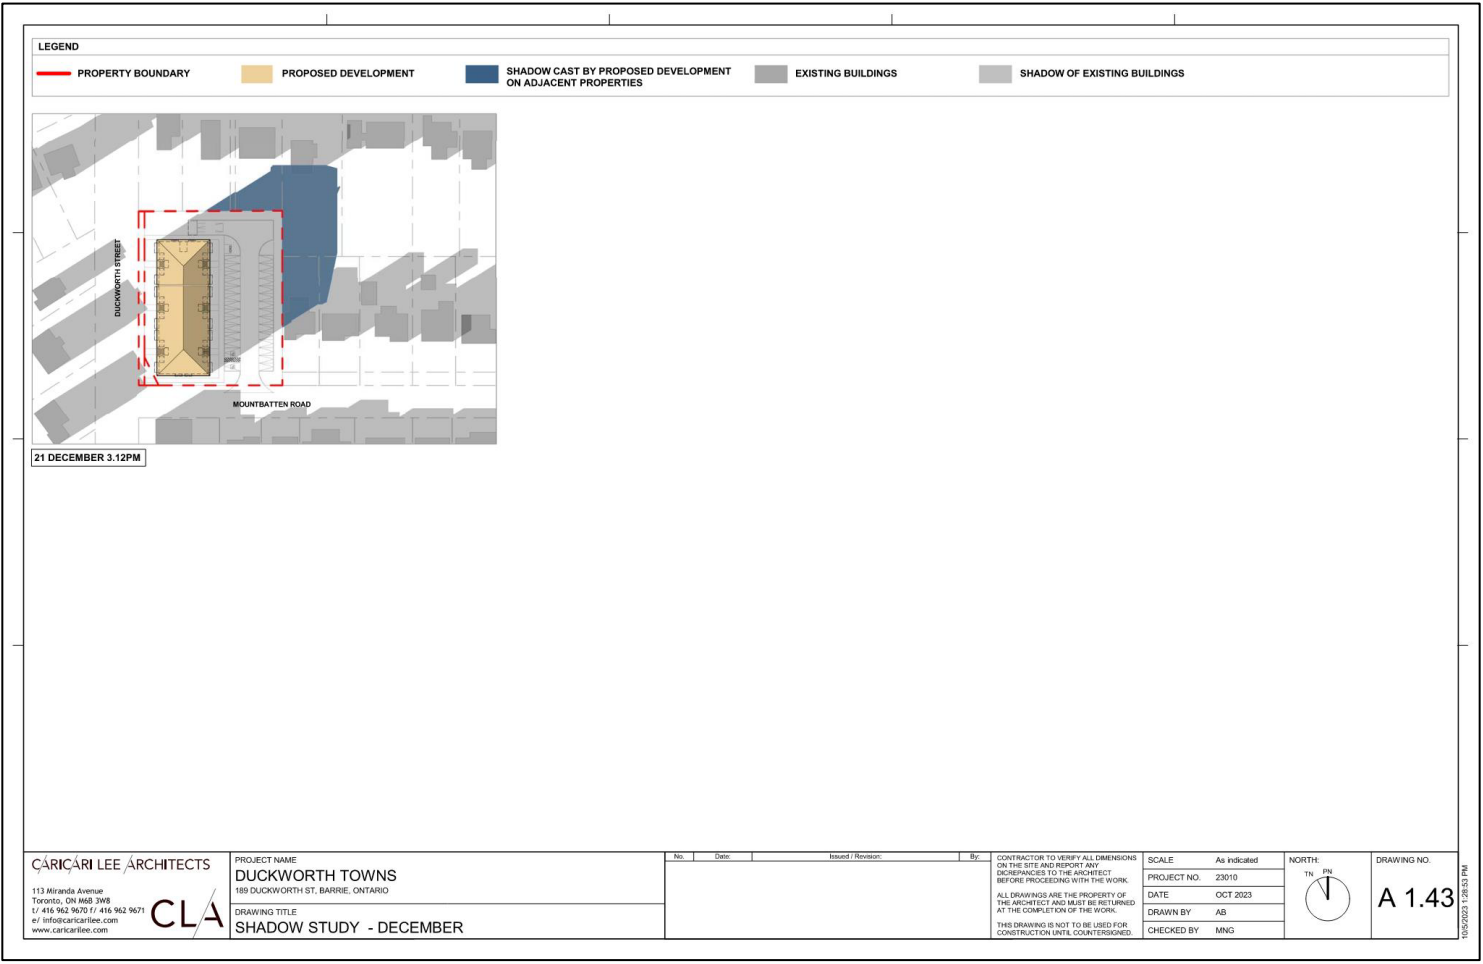 LEGEND
PROPERTY BOUNDARY
PROPOSED DEVELOPMENT
SHADOW CAST BY PROPOSED DEVELOPMENT
ON ADJACENT PROPERTIES
EXISTING BUILDINGS
SHADOW OF EXISTING BUILDINGS
DUCKWORTH STREET
MOUNTBATTEN ROAD
21 DECEMBER 3.12PM
CARICARI LEE ARCHITECTS
113 Miranda Avenue
Toronto, ON M6B 3W8
t/ 416 962 9670 f/ 416 962 9671
e/ info@caricarilee.com
www.caricarilee.com
CLA
PROJECT NAME
DUCKWORTH TOWNS
189 DUCKWORTH ST, BARRIE, ONTARIO
DRAWING TITLE
SHADOW STUDY - DECEMBER
No. Date: Issued / Revision: By:
CONTRACTOR TO VERIFY ALL DIMENSIONS
ON THE SITE AND REPORT ANY
DICREPANCIES TO THE ARCHITECT
BEFORE PROCEEDING WITH THE WORK.
ALL DRAWINGS ARE THE PROPERTY OF
THE ARCHITECT AND MUST BE RETURNED
AT THE COMPLETION OF THE WORK.
THIS DRAWING IS NOT TO BE USED FOR
CONSTRUCTION UNTIL COUNTERSIGNED.
SCALE As indicated
PROJECT NO. 23010
DATE OCT 2023
DRAWN BY AB
CHECKED BY MNG
NORTH:
TN PN
DRAWING NO.
A 1.43
10/5/2023 1:28:53 PM